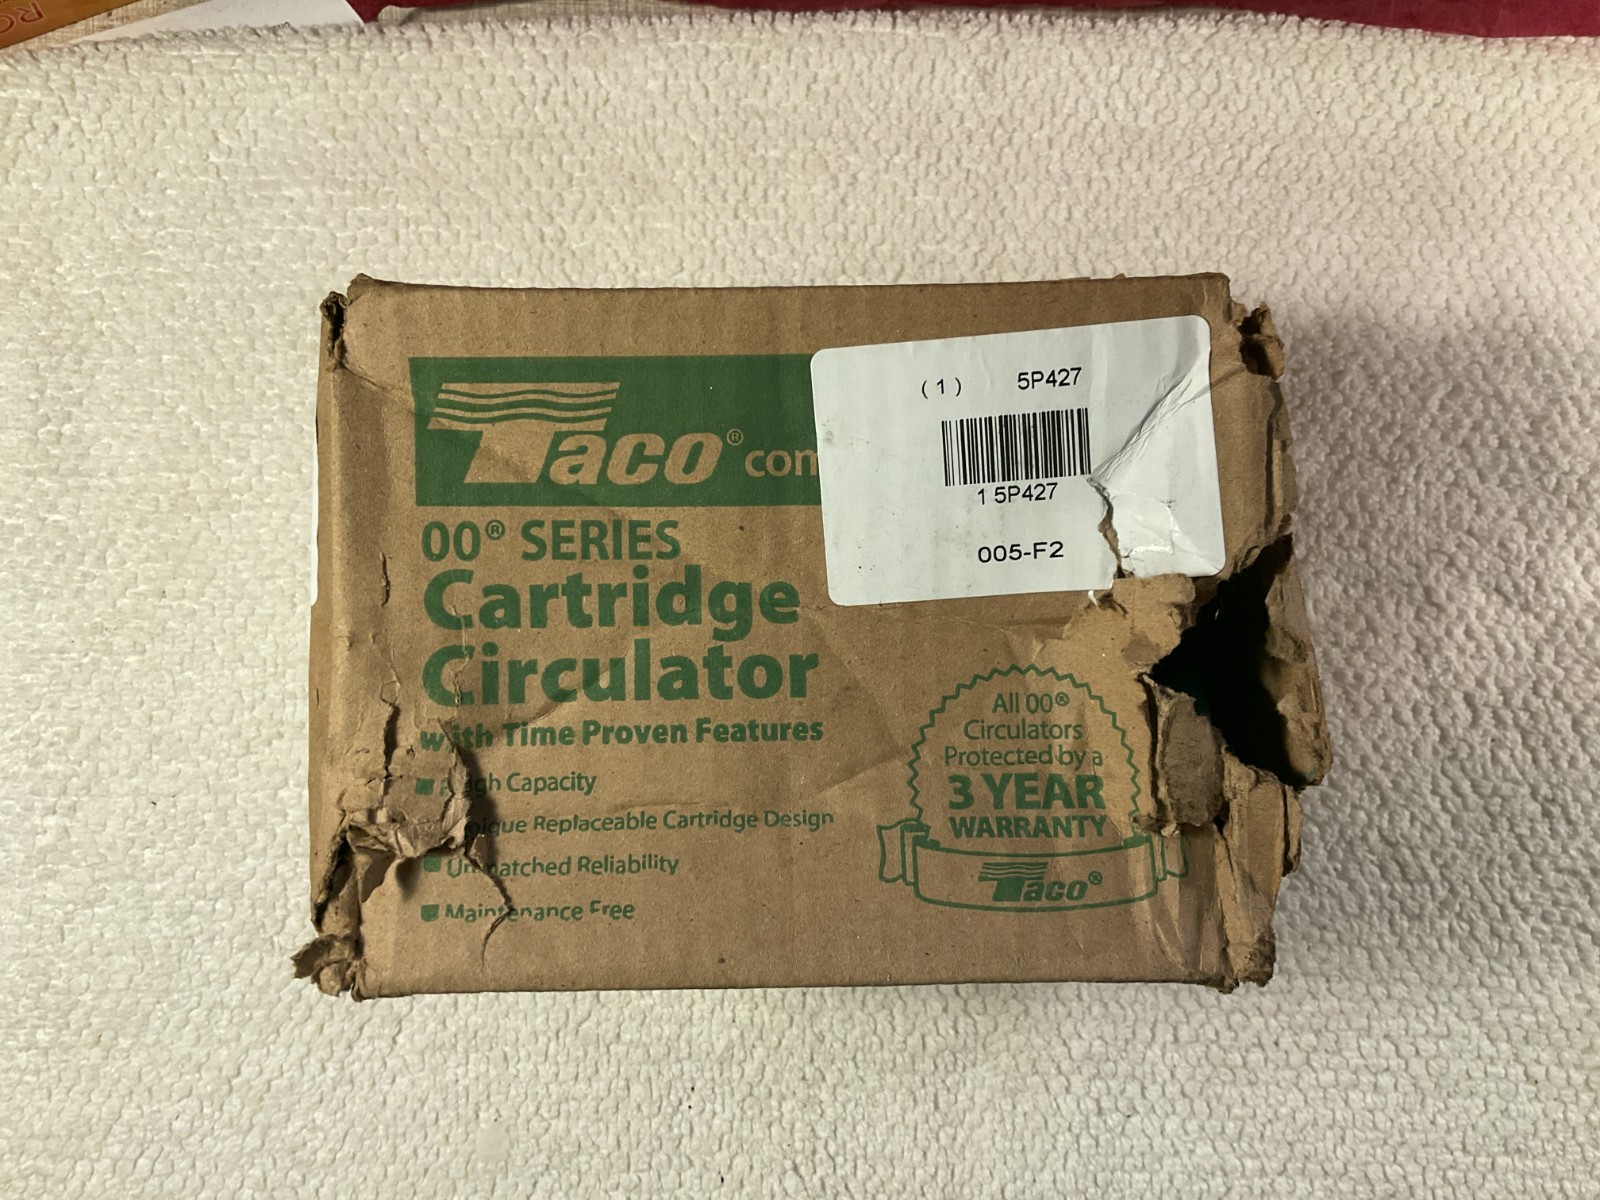 Taco® com
(1) 5P427
1 5P427
005-F2
00® SERIES
Cartridge
Circulator
with Time Proven Features
Capacity
Replaceable Cartridge Design
Unmatched Reliability
Maintenance Free
All 00®
Circulators
Protected by a
3 YEAR
WARRANTY
Taco®